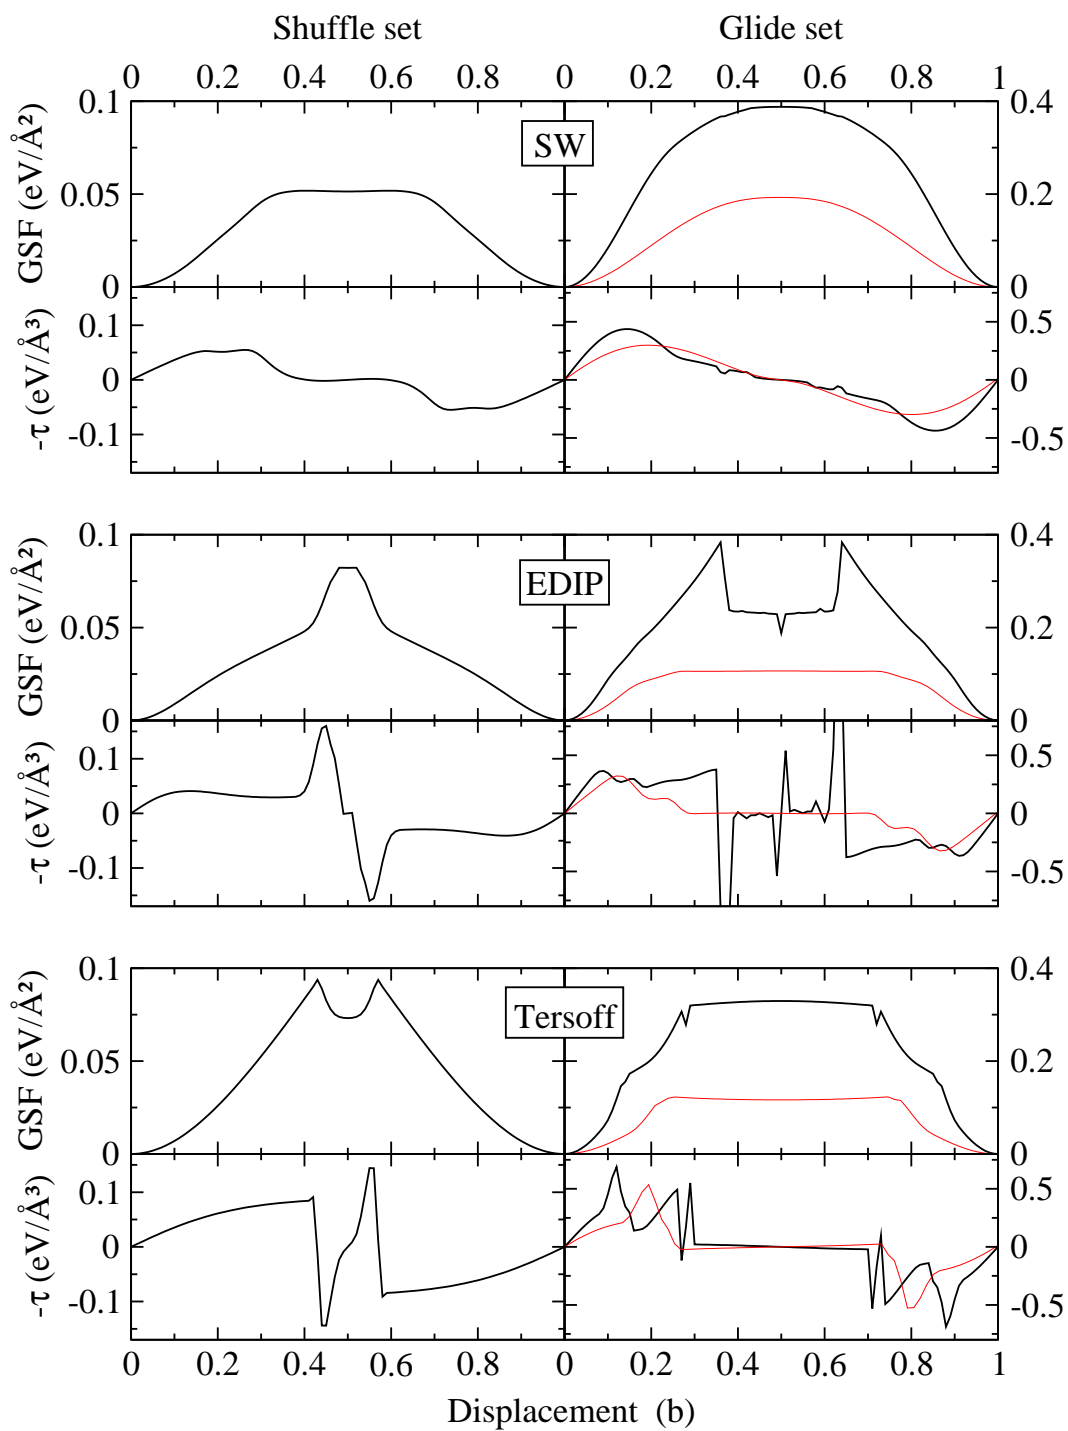 Shuffle set Glide set
0 0.2 0.4 0.6 0.8 0 0.2 0.4 0.6 0.8 1
0.1 0.4
SW
GSF (eV/Å²)
0.05 0.2
0 0
0.1 0.5
-τ (eV/Å³)
0 0
-0.1 -0.5
0.1 0.4
EDIP
GSF (eV/Å²)
0.05 0.2
0 0
0.1 0.5
-τ (eV/Å³)
0 0
-0.1 -0.5
0.1 0.4
Tersoff
GSF (eV/Å²)
0.05 0.2
0 0
0.1 0.5
-τ (eV/Å³)
0 0
-0.1 -0.5
0 0.2 0.4 0.6 0.8 0 0.2 0.4 0.6 0.8 1
Displacement (b)